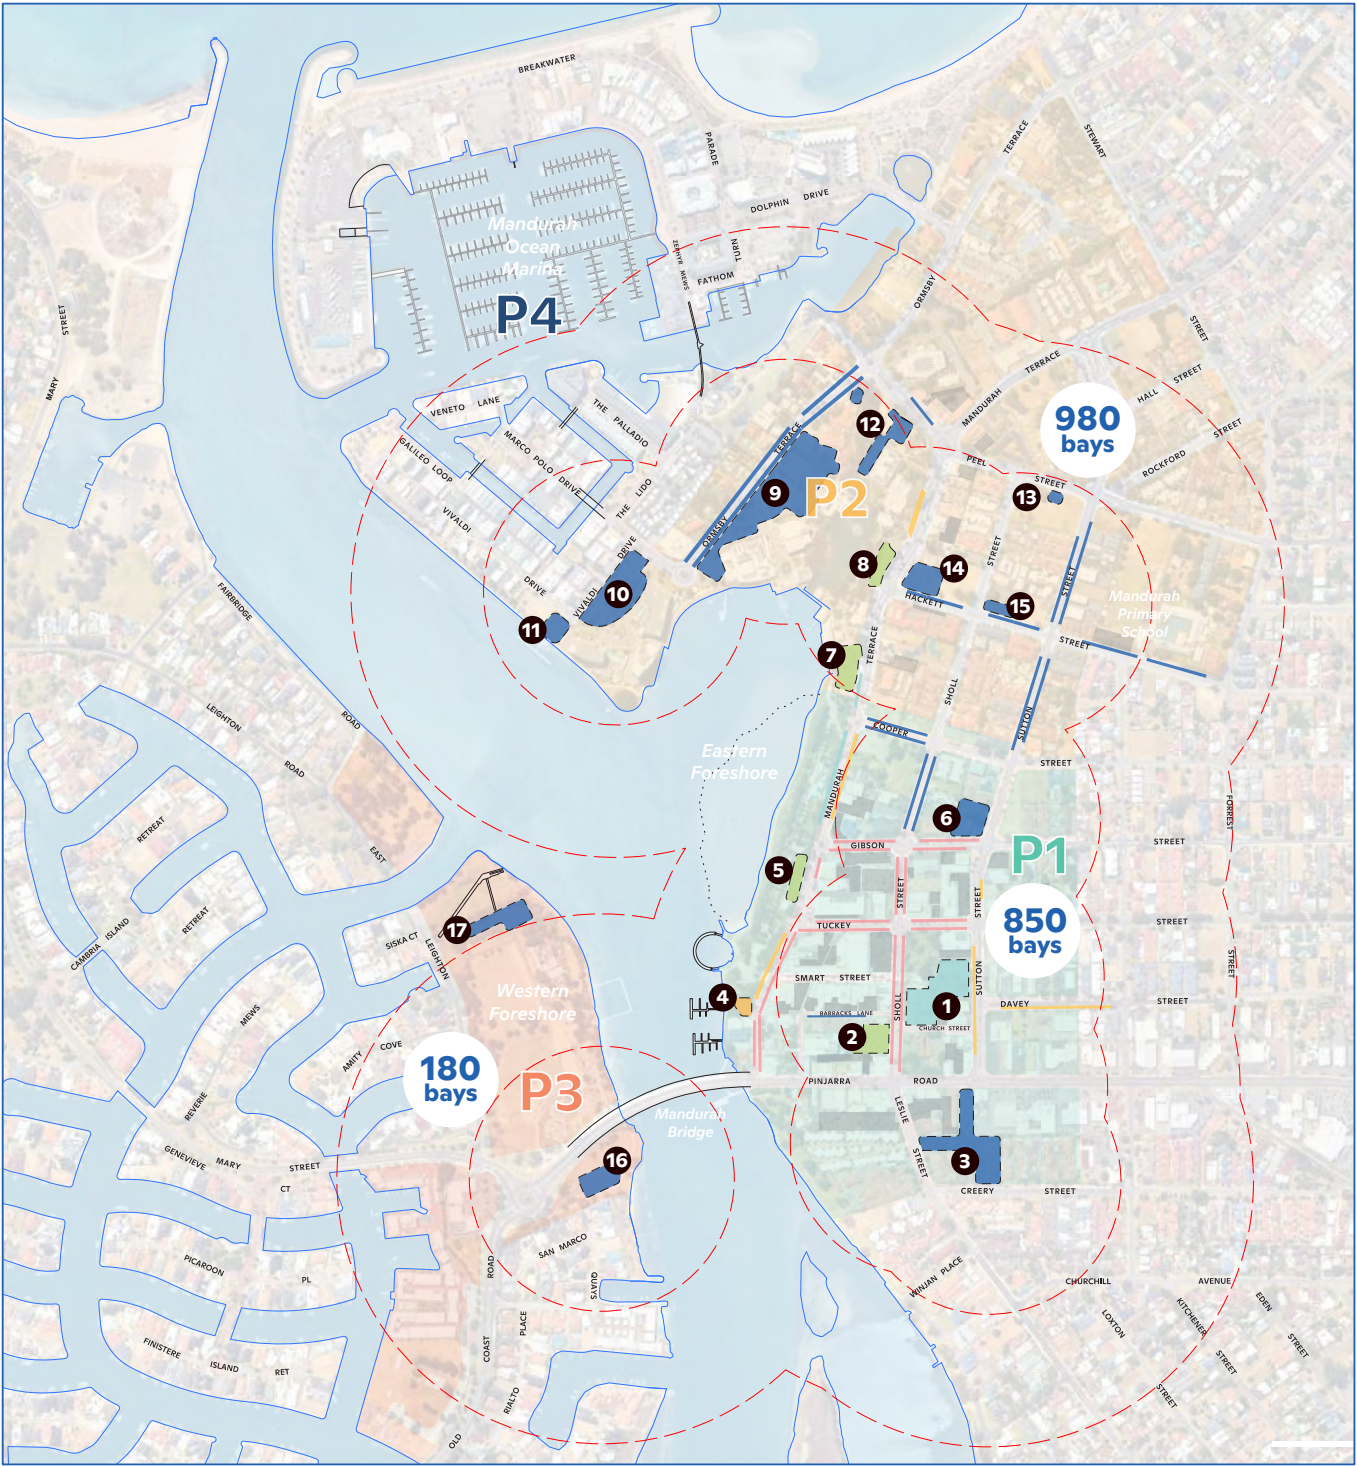 BREAKWATER
PARADE
TERRACE
STEWART
DOLPHIN DRIVE
Mandurah
Ocean
Marina
P4
ZEPHYR MEWS
TURN
FATHOM
ORMSBY
STREET
MARY
STREET
MANDURAH
TERRACE
HALL
STREET
980
bays
VENETO LANE
THE PALLADIO
GALILEO LOOP
MARCO POLO
DRIVE
THE LIDO
VIVALDI
TERRACE
ORMSBY
12
9
P2
PEEL
STREET
13
ROCKFORD
STREET
8
14
HACKETT
STREET
15
STREET
STREET
Mandurah
Primary
School
DRIVE
DRIVE
VIVALDI
10
11
FAIRBRIDGE
ROAD
7
TERRACE
SHOLL
SUTTON
COOPER
STREET
LEIGHTON
ROAD
Eastern
Foreshore
MANDURAH
6
P1
FORREST
STREET
GIBSON
RETREAT
EAST
5
STREET
STREET
850
bays
STREET
RETREAT
CAMBRIA ISLAND
17
SISKA CT
LEIGHTON
TUCKEY
STREET
SMART STREET
SUTTON
Western
Foreshore
4
1
BARRACKS LANE
SHOLL
CHURCH STREET
DAVEY
STREET
2
MEWS
AMITY COVE
180
bays
P3
REVERIE
PINJARRA
ROAD
Mandurah
Bridge
LESLIE
STREET
3
CREERY
STREET
16
GENEVIEVE
MARY
STREET
CT
SAN MARCO
QUAYS
PICAROON
PL
ROAD
COAST
OLD
PLACE
RIALTO
FINISTERE
ISLAND
RET
WINJAN PLACE
CHURCHILL
AVENUE
LOXTON
STREET
KITCHENER
STREET
EDEN
STREET